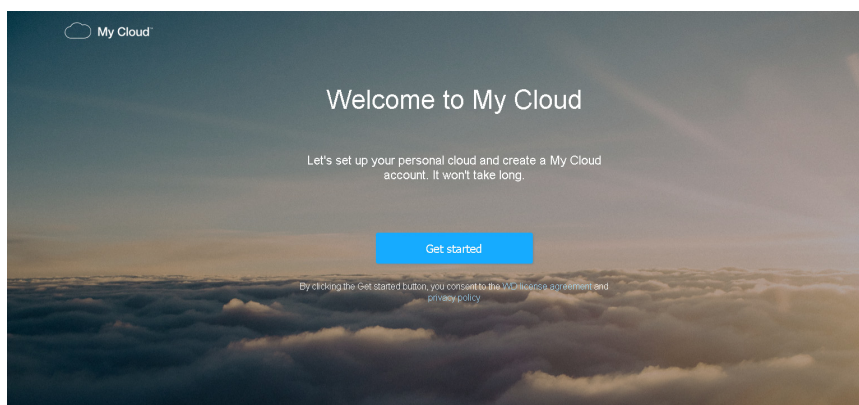 My Cloud™
Welcome to My Cloud
Let's set up your personal cloud and create a My Cloud
account. It won't take long.
Get started
By clicking the Get started button, you consent to the WD license agreement and
privacy policy